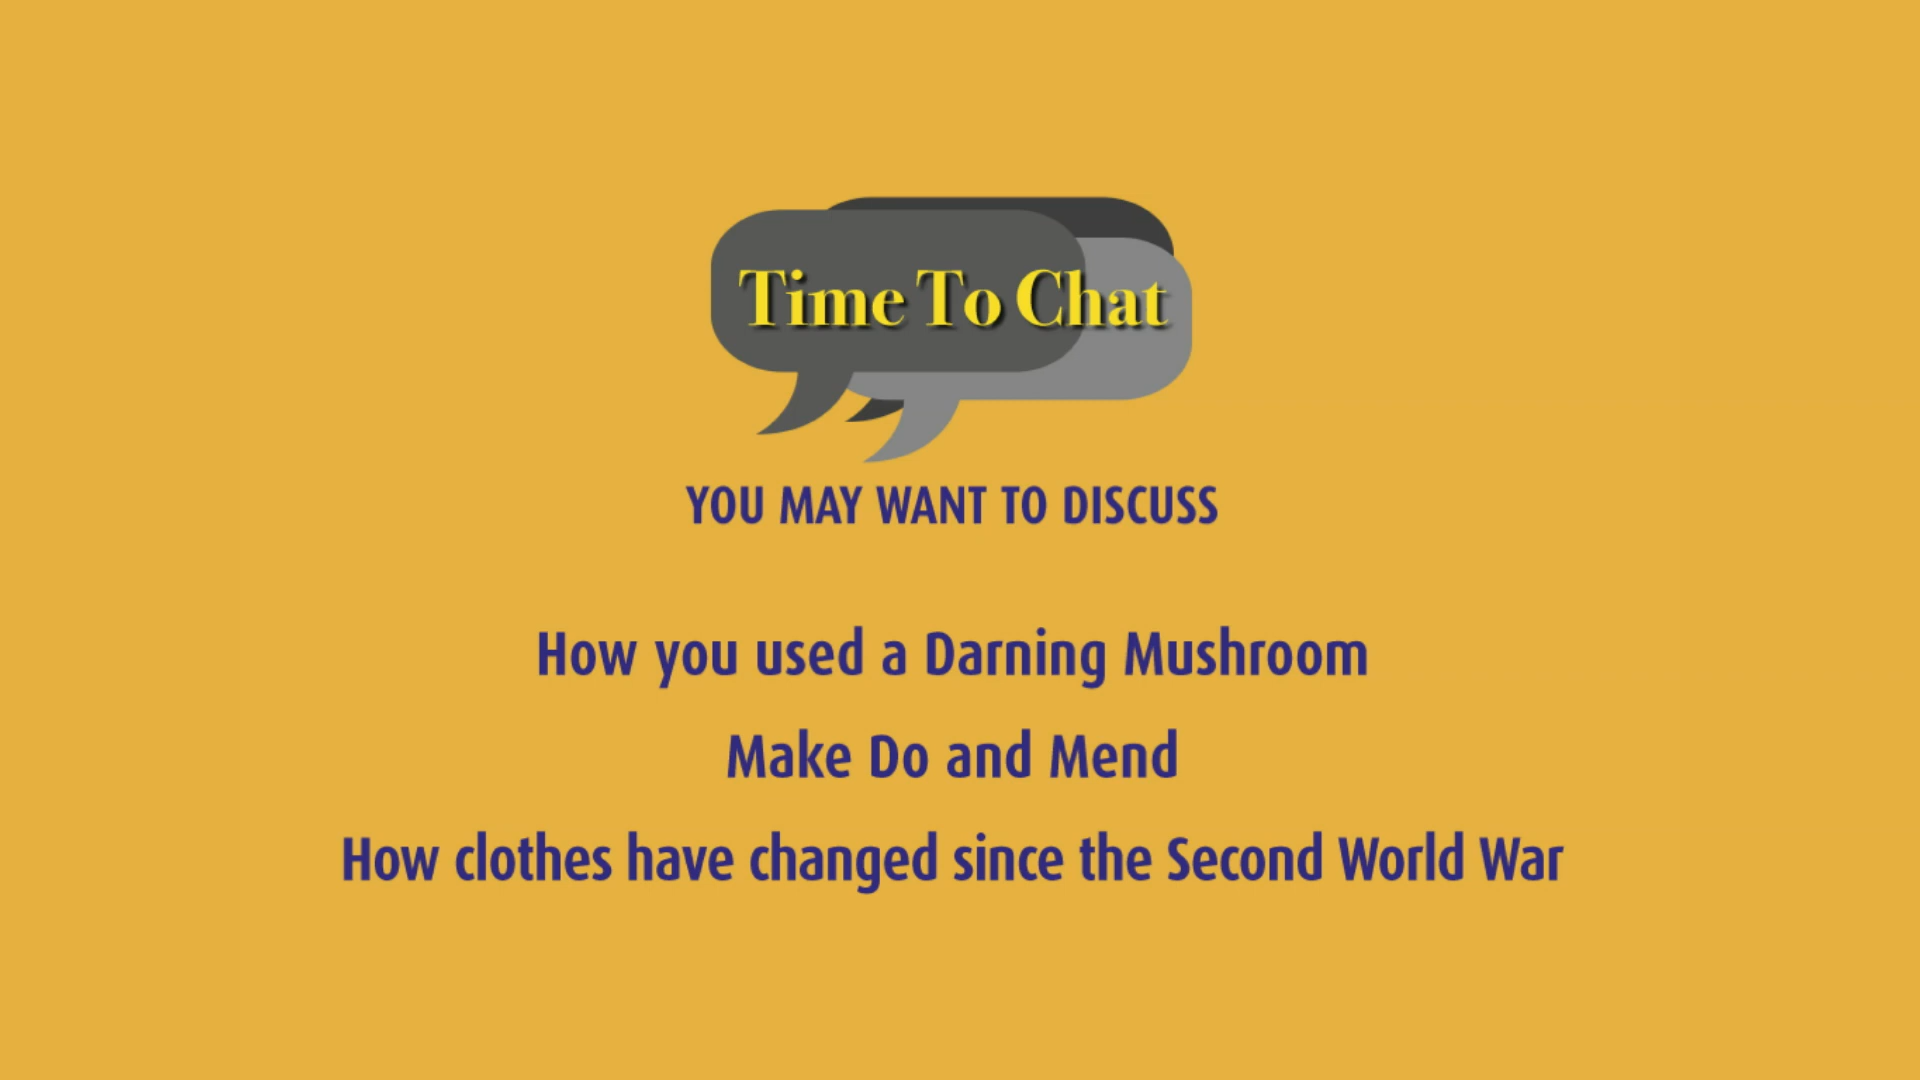 Time To Chat
YOU MAY WANT TO DISCUSS
How you used a Darning Mushroom
Make Do and Mend
How clothes have changed since the Second World War